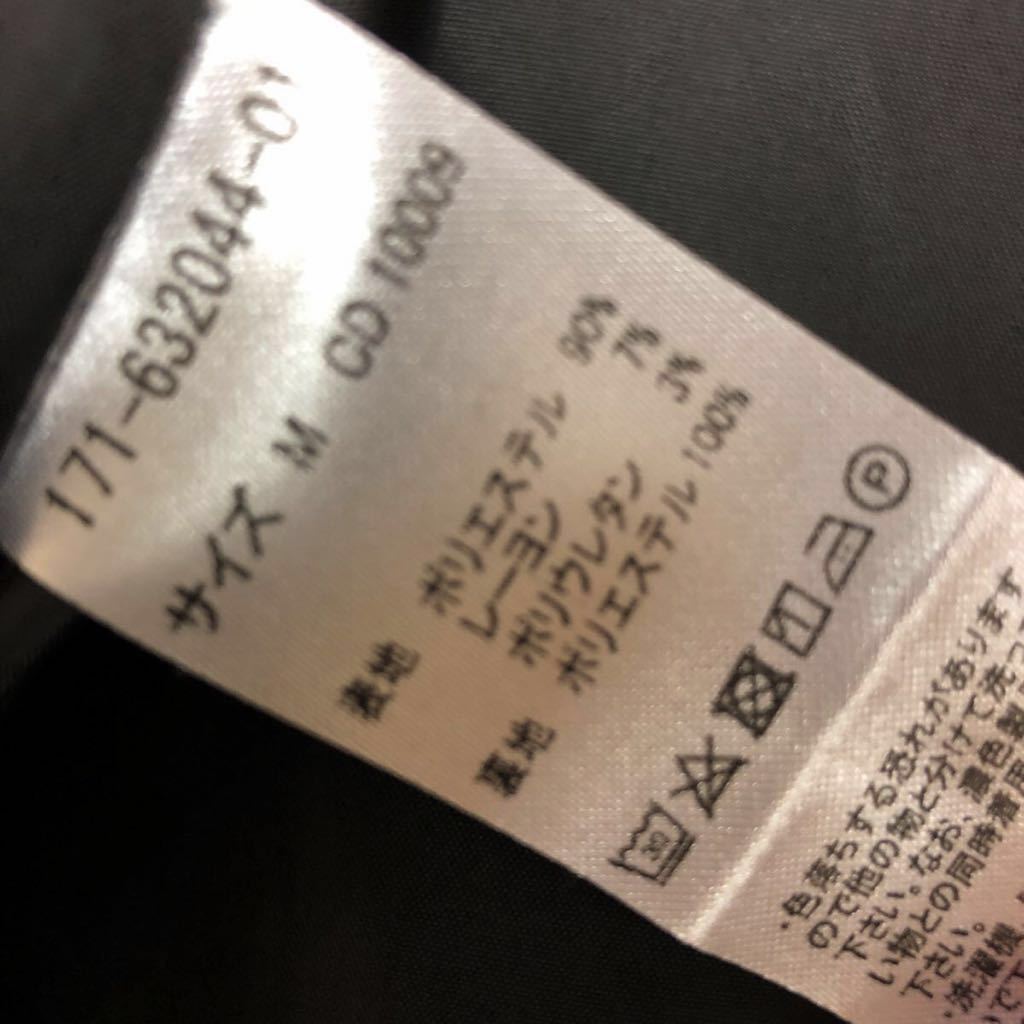 171-632044-01
サイズ M CD 10009
表地 ポリエステル 90%
レーヨン 7%
ポリウレタン 3%
裏地 ポリエステル 100%
30
P
・色落ちする恐れがあります
ので他の物と分けて洗っ
下さい。なお、濃色製
い物との同時着用
下さい。
・洗濯機